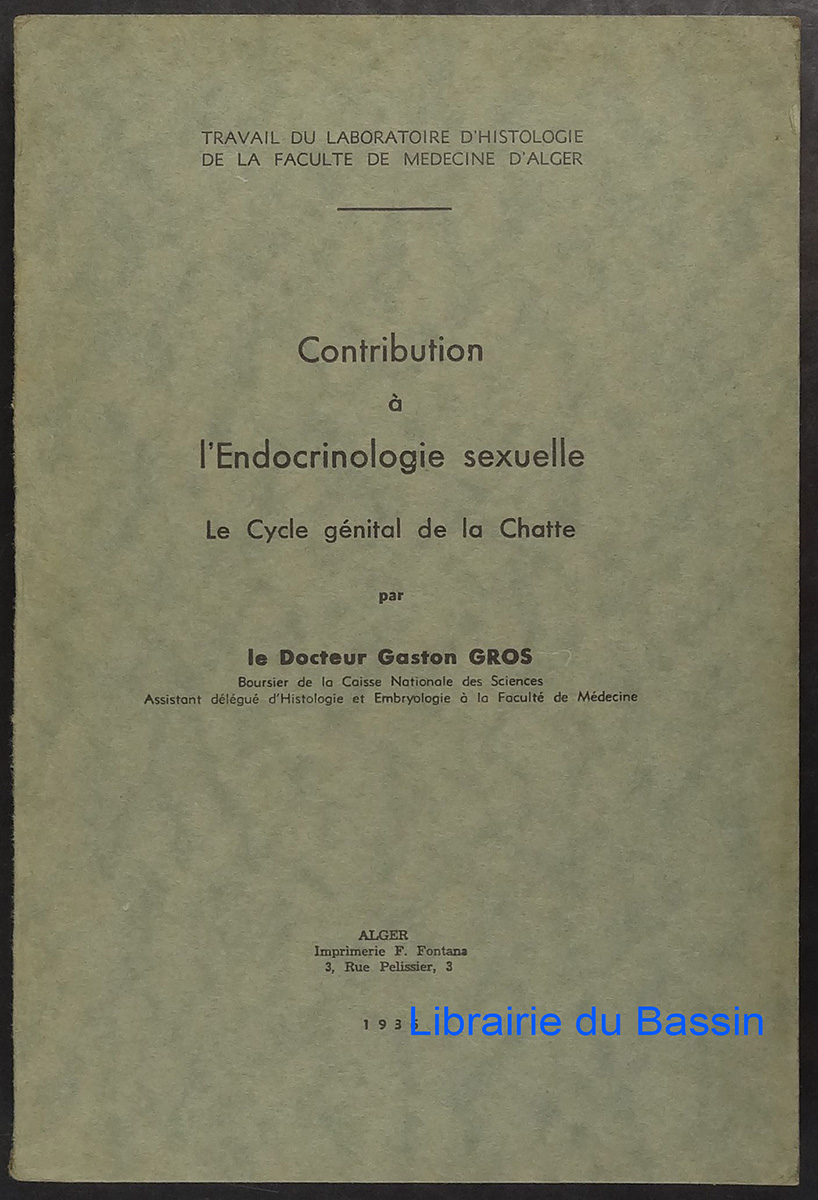 TRAVAIL DU LABORATOIRE D'HISTOLOGIE
DE LA FACULTE DE MEDECINE D'ALGER
Contribution
à
l'Endocrinologie sexuelle
Le Cycle génital de la Chatte
par
le Docteur Gaston GROS
Boursier de la Caisse Nationale des Sciences
Assistant délégué d'Histologie et Embryologie à la Faculté de Médecine
ALGER
Imprimerie F. Fontana
3, Rue Pelissier, 3
Librairie du Bassin